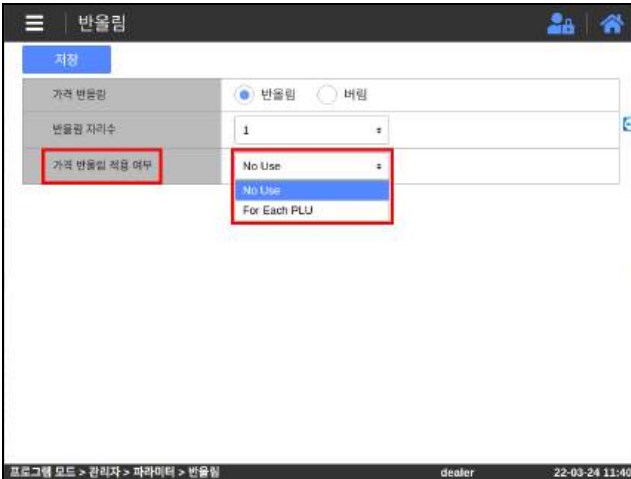 반올림
저장
가격 반올림 반올림 버림
반올림 자리수 1
가격 반올림 적용 여부 No Use
No Use
For Each PLU
프로그램 모드 > 관리자 > 파라미터 > 반올림 dealer 22-03-24 11:40